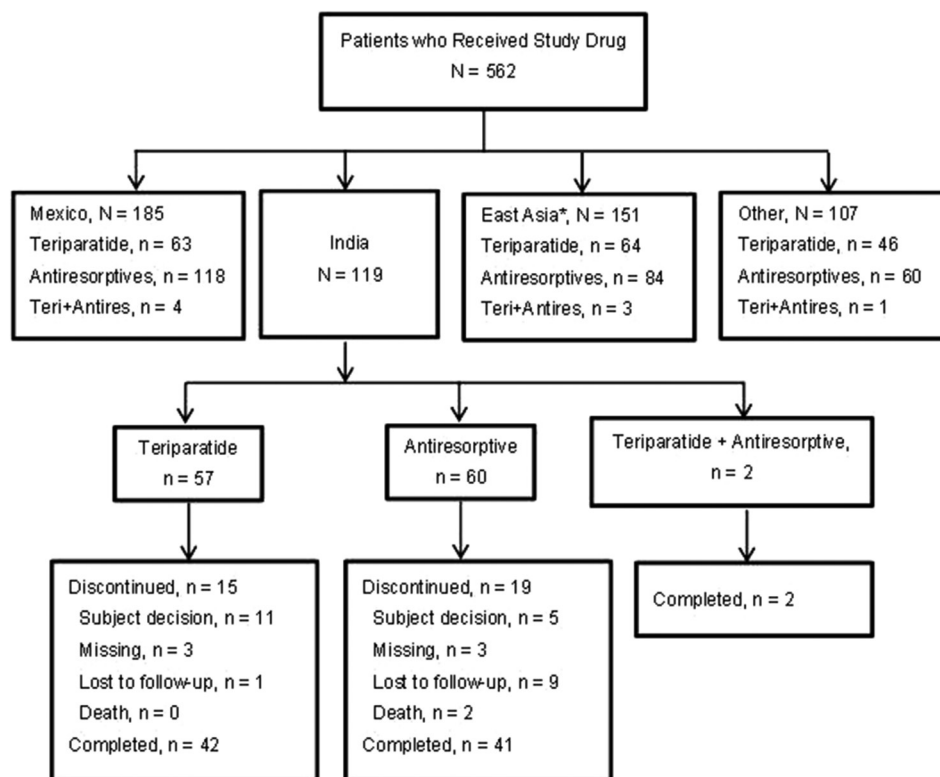 Patients who Received Study Drug
N = 562
Mexico, N = 185
Teriparatide, n = 63
Antiresorptives, n = 118
Teri+Antires, n = 4
India
N = 119
East Asia*, N = 151
Teriparatide, n = 64
Antiresorptives, n = 84
Teri+Antires, n = 3
Other, N = 107
Teriparatide, n = 46
Antiresorptives, n = 60
Teri+Antires, n = 1
Teriparatide
n = 57
Antiresorptive
n = 60
Teriparatide + Antiresorptive,
n = 2
Discontinued, n = 15
Subject decision, n = 11
Missing, n = 3
Lost to follow-up, n = 1
Death, n = 0
Completed, n = 42
Discontinued, n = 19
Subject decision, n = 5
Missing, n = 3
Lost to follow-up, n = 9
Death, n = 2
Completed, n = 41
Completed, n = 2